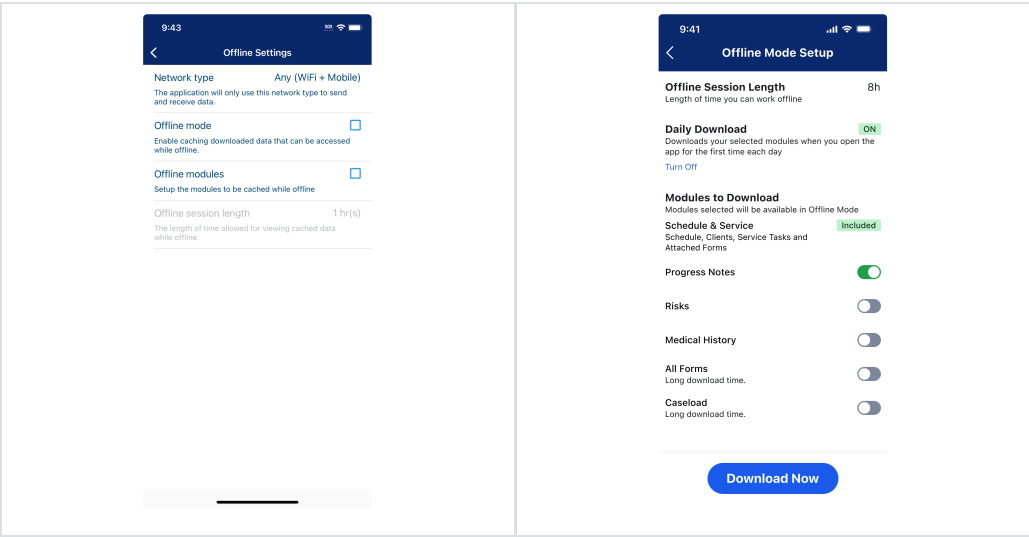 9:43
SOS
Offline Settings
Network type Any (WiFi + Mobile)
The application will only use this network type to send
and receive data.
Offline mode
Enable caching downloaded data that can be accessed
while offline.
Offline modules
Setup the modules to be cached while offline
Offline session length 1 hr(s)
The length of time allowed for viewing cached data
while offline.
9:41
Offline Mode Setup
Offline Session Length 8h
Length of time you can work offline
Daily Download ON
Downloads your selected modules when you open the
app for the first time each day
Turn Off
Modules to Download
Modules selected will be available in Offline Mode
Schedule & Service Included
Schedule, Clients, Service Tasks and
Attached Forms
Progress Notes
Risks
Medical History
All Forms
Long download time.
Caseload
Long download time.
Download Now